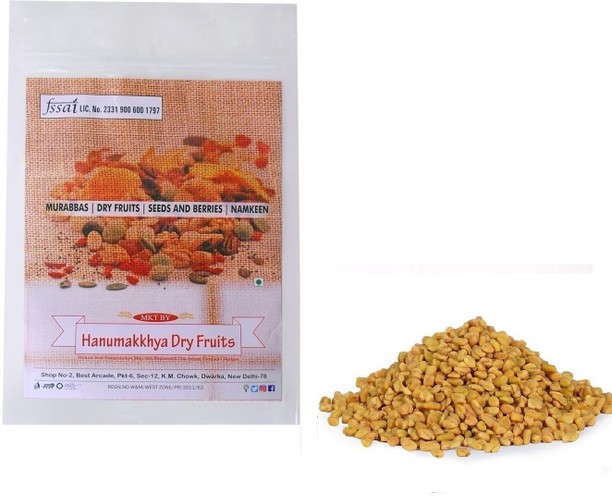 fssai LIC. No. 2331 900 600 1797
MURABBAS | DRY FRUITS | SEEDS AND BERRIES | NAMKEEN
MKT BY
Hanumakkhya Dry Fruits
Shop No-2, Best Arcade, Pkt-6, Sec-12, K.M. Chowk, Dwarka, New Delhi-78